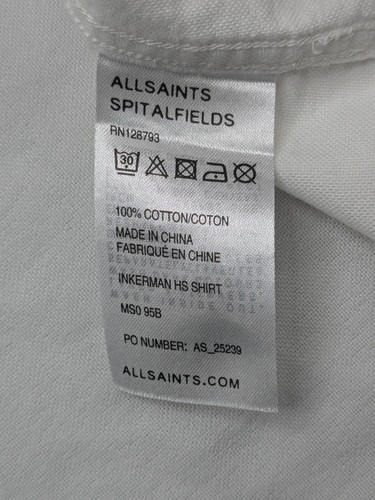 ALLSAINTS
SPITALFIELDS
RN128793
30
100% COTTON/COTON
MADE IN CHINA
FABRIQUÉ EN CHINE
INKERMAN HS SHIRT
MS0 95B
PO NUMBER: AS_25239
ALLSAINTS.COM